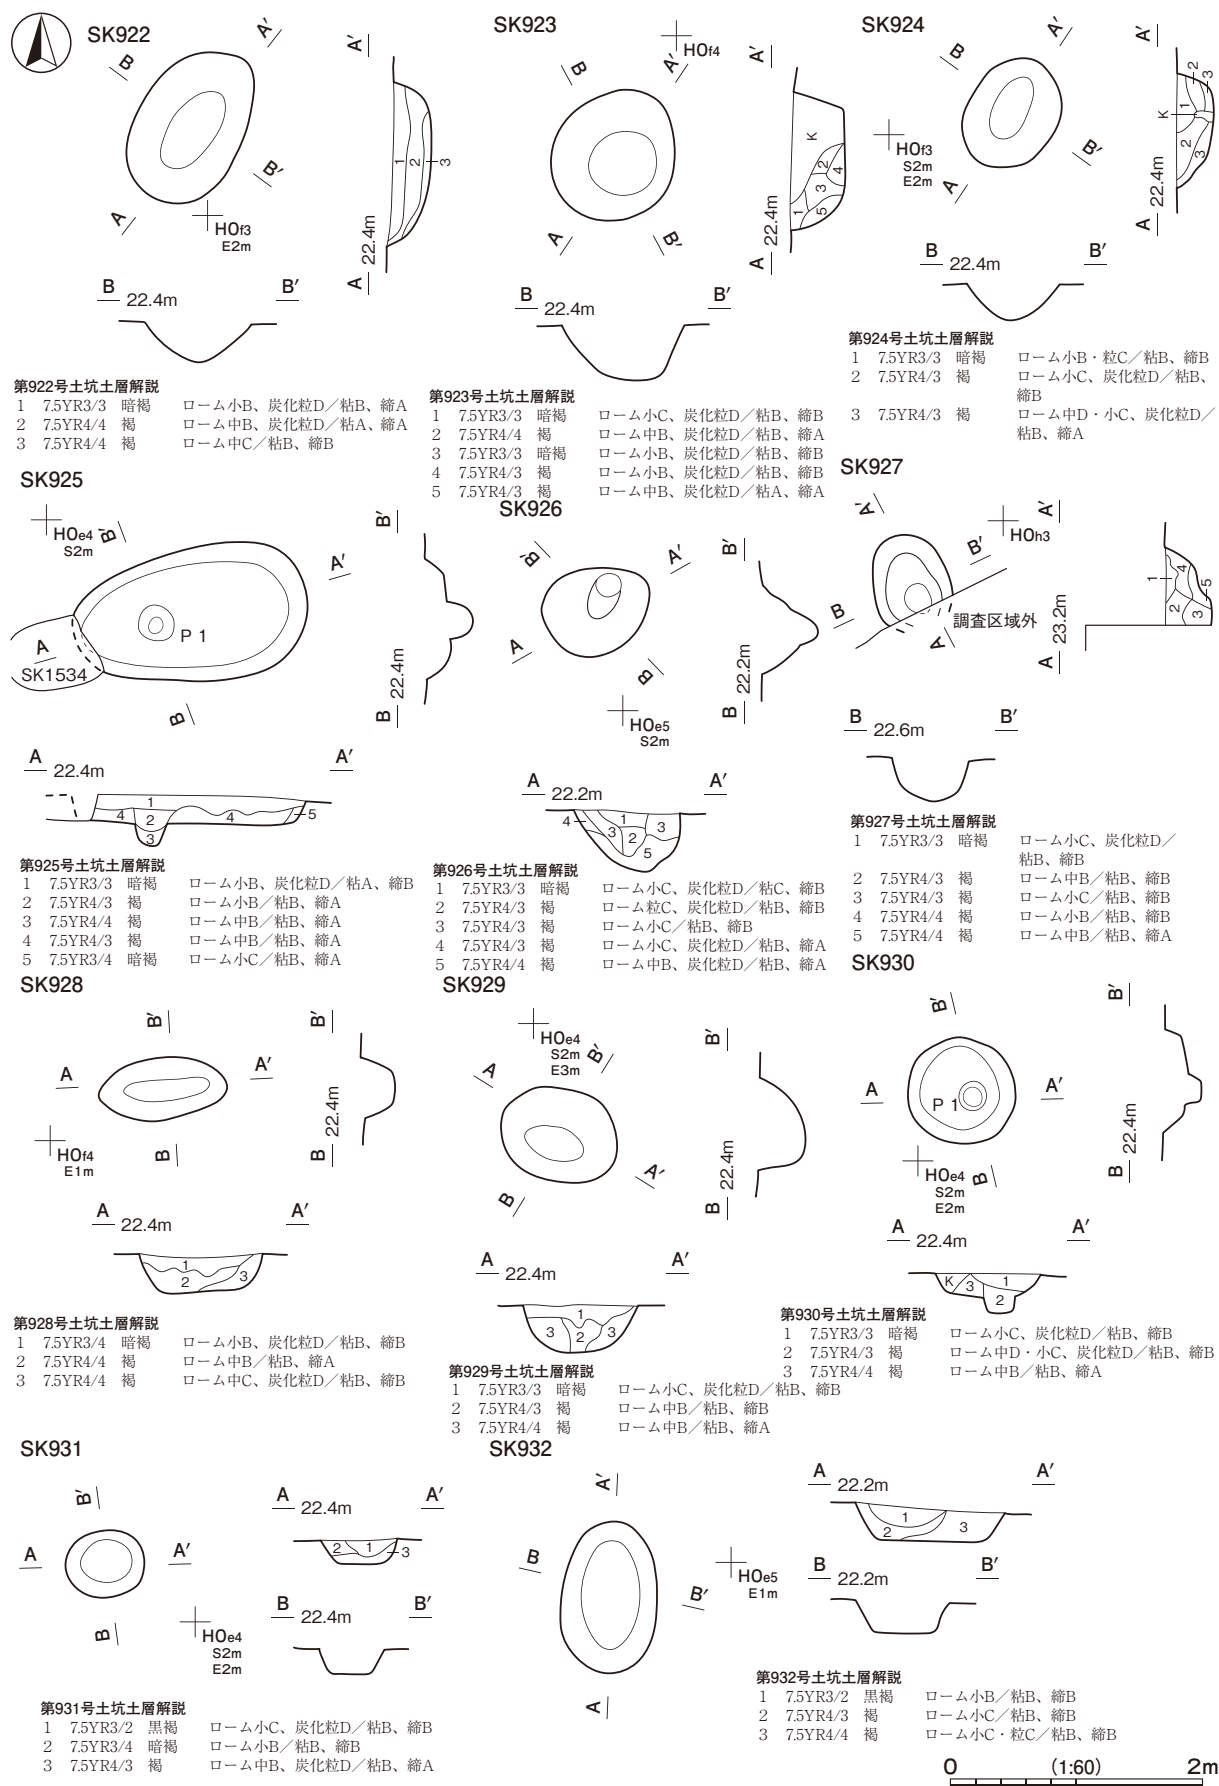 SK922
A
A′
B
B′
H0f3
E2m
A
A′
22.4m
1
2
3
B
22.4m
B′
第922号土坑土層解説
1 7.5YR3/3 暗褐 ローム小B、炭化粒D／粘B、締A
2 7.5YR4/4 褐 ローム中B、炭化粒D／粘A、締A
3 7.5YR4/4 褐 ローム中C／粘B、締B
SK923
H0f4
A
A′
B
B′
A
A′
22.4m
K
1
2
3
4
5
B
22.4m
B′
第923号土坑土層解説
1 7.5YR3/3 暗褐 ローム小C、炭化粒D／粘B、締B
2 7.5YR4/4 褐 ローム中B、炭化粒D／粘B、締A
3 7.5YR3/3 暗褐 ローム小B、炭化粒D／粘B、締B
4 7.5YR4/3 褐 ローム小B、炭化粒D／粘B、締B
5 7.5YR4/3 褐 ローム中B、炭化粒D／粘A、締A
SK924
A
A′
B
B′
H0f3
S2m
E2m
A
A′
22.4m
K
1
2
3
2
3
B
22.4m
B′
第924号土坑土層解説
1 7.5YR3/3 暗褐 ローム小B・粒C／粘B、締B
2 7.5YR4/3 褐 ローム小C、炭化粒D／粘B、
締B
3 7.5YR4/3 褐 ローム中D・小C、炭化粒D／
粘B、締A
SK925
H0e4
S2m
B′
A′
P 1
A
SK1534
B
B′
B
22.4m
A
22.4m
A′
1
4
2
4
5
3
第925号土坑土層解説
1 7.5YR3/3 暗褐 ローム小B、炭化粒D／粘A、締B
2 7.5YR4/3 褐 ローム小B／粘B、締A
3 7.5YR4/4 褐 ローム中B／粘B、締A
4 7.5YR4/3 褐 ローム中B／粘B、締A
5 7.5YR3/4 暗褐 ローム小C／粘B、締A
SK926
B′
A′
A
B
H0e5
S2m
B′
B
22.2m
A
22.2m
A′
4
3
1
2
3
5
第926号土坑土層解説
1 7.5YR3/3 暗褐 ローム小C、炭化粒D／粘C、締B
2 7.5YR4/3 褐 ローム粒C、炭化粒D／粘B、締B
3 7.5YR4/3 褐 ローム小C／粘B、締B
4 7.5YR4/3 褐 ローム小C、炭化粒D／粘B、締A
5 7.5YR4/4 褐 ローム中B、炭化粒D／粘B、締A
SK927
A′
B′
H0h3
B
A
調査区域外
A′
A
23.2m
1
4
2
5
3
B
22.6m
B′
第927号土坑土層解説
1 7.5YR3/3 暗褐 ローム小C、炭化粒D／
粘B、締B
2 7.5YR4/3 褐 ローム中B／粘B、締B
3 7.5YR4/3 褐 ローム小C／粘B、締B
4 7.5YR4/4 褐 ローム小B／粘B、締B
5 7.5YR4/4 褐 ローム中B／粘B、締A
SK928
B′
A
A′
B
H0f4
E1m
B′
B
22.4m
A
22.4m
A′
1
2
3
第928号土坑土層解説
1 7.5YR3/4 暗褐 ローム小B、炭化粒D／粘B、締B
2 7.5YR4/4 褐 ローム中B／粘B、締A
3 7.5YR4/4 褐 ローム中C、炭化粒D／粘B、締B
SK929
H0e4
S2m
E3m
B′
A
A′
B
B′
B
22.4m
A
22.4m
A′
1
3
2
3
第929号土坑土層解説
1 7.5YR3/3 暗褐 ローム小C、炭化粒D／粘B、締B
2 7.5YR4/3 褐 ローム中B／粘B、締B
3 7.5YR4/4 褐 ローム中B／粘B、締A
SK930
B′
A
P 1
A′
H0e4
S2m
E2m
B
B′
B
22.4m
A
22.4m
A′
K
3
1
2
第930号土坑土層解説
1 7.5YR3/3 暗褐 ローム小C、炭化粒D／粘B、締B
2 7.5YR4/3 褐 ローム中D・小C、炭化粒D／粘B、締B
3 7.5YR4/4 褐 ローム中B／粘B、締A
SK931
B′
A
A′
B
H0e4
S2m
E2m
A
22.4m
A′
2
1
3
B
22.4m
B′
第931号土坑土層解説
1 7.5YR3/2 黒褐 ローム小C、炭化粒D／粘B、締B
2 7.5YR3/4 暗褐 ローム小B／粘B、締B
3 7.5YR4/3 褐 ローム中B、炭化粒D／粘B、締A
SK932
A′
B
B′
A
H0e5
E1m
A
22.2m
A′
1
2
3
B
22.2m
B′
第932号土坑土層解説
1 7.5YR3/2 黒褐 ローム小B／粘B、締B
2 7.5YR4/3 褐 ローム小C／粘B、締B
3 7.5YR4/4 褐 ローム小C・粒C／粘B、締B
0 (1:60) 2m